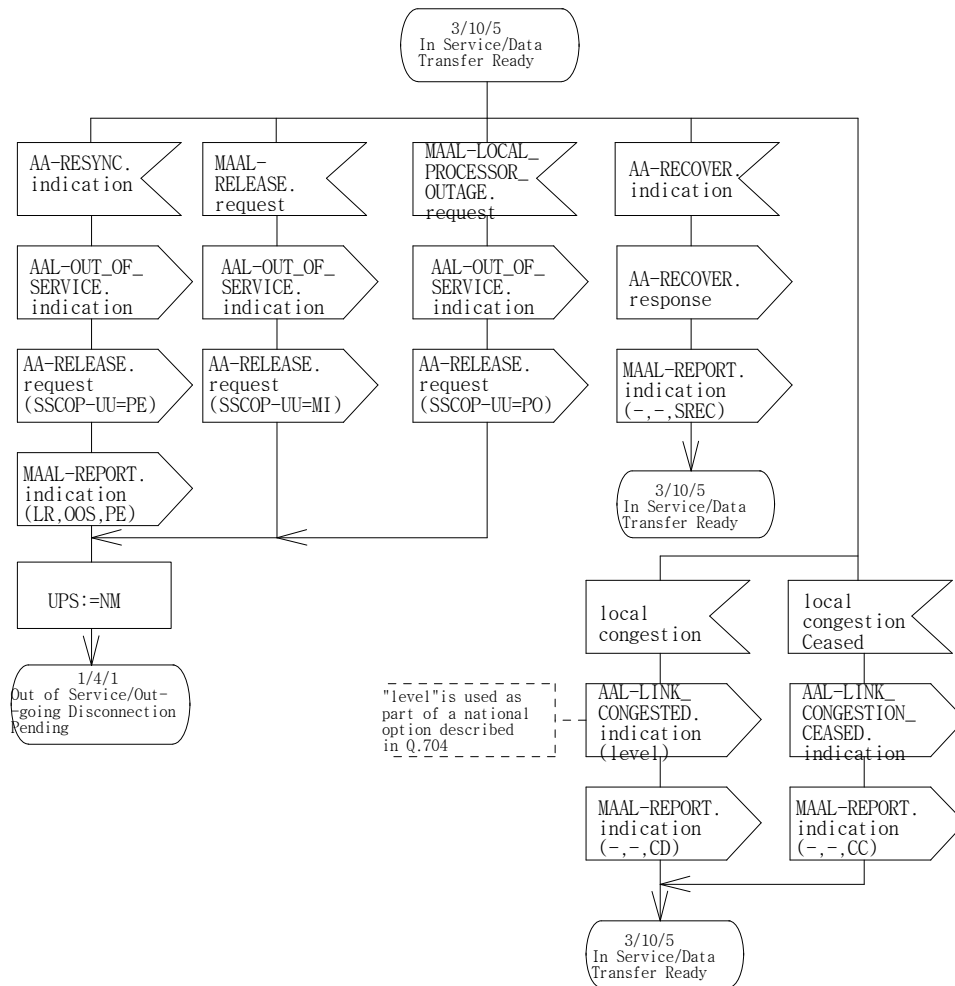 3/10/5
In Service/Data
Transfer Ready
AA-RESYNC.
indication
MAAL-
RELEASE.
request
MAAL-LOCAL_
PROCESSOR_
OUTAGE.
request
AA-RECOVER.
indication
AAL-OUT_OF_
SERVICE.
indication
AAL-OUT_OF_
SERVICE.
indication
AAL-OUT_OF_
SERVICE.
indication
AA-RECOVER.
response
AA-RELEASE.
request
(SSCOP-UU=PE)
AA-RELEASE.
request
(SSCOP-UU=MI)
AA-RELEASE.
request
(SSCOP-UU=PO)
MAAL-REPORT.
indication
(-,-,SREC)
MAAL-REPORT.
indication
(LR,OOS,PE)
3/10/5
In Service/Data
Transfer Ready
UPS:=NM
local
congestion
local
congestion
Ceased
1/4/1
Out of Service/Out-
-going Disconnection
Pending
"level"is used as
part of a national
option described
in Q.704
AAL-LINK_
CONGESTED.
indication
(level)
AAL-LINK_
CONGESTION_
CEASED.
indication
MAAL-REPORT.
indication
(-,-,CD)
MAAL-REPORT.
indication
(-,-,CC)
3/10/5
In Service/Data
Transfer Ready